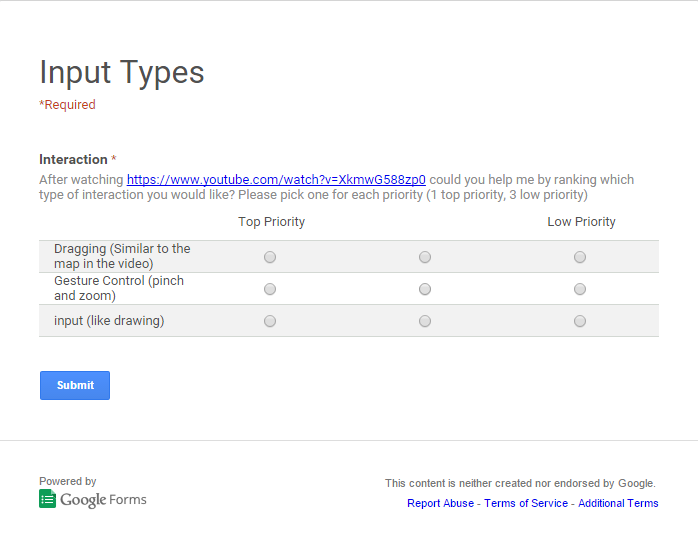 Input Types
*Required
Interaction *
After watching https://www.youtube.com/watch?v=XkmwG588zp0 could you help me by ranking which
type of interaction you would like? Please pick one for each priority (1 top priority, 3 low priority)
Top Priority Low Priority
Dragging (Similar to the
map in the video)
Gesture Control (pinch
and zoom)
input (like drawing)
Submit
Powered by
Google Forms
This content is neither created nor endorsed by Google.
Report Abuse - Terms of Service - Additional Terms